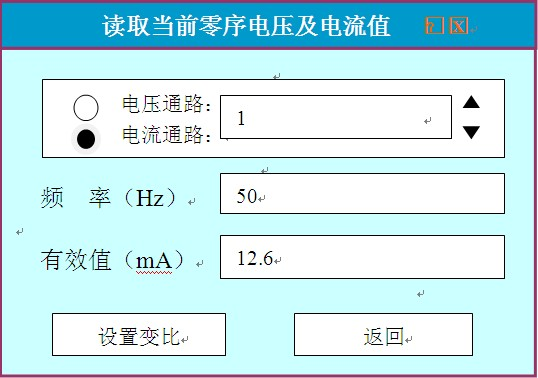 读取当前零序电压及电流值
电压通路：
1
电流通路：
频 率（Hz） 50
有效值（mA） 12.6
设置变比 返回